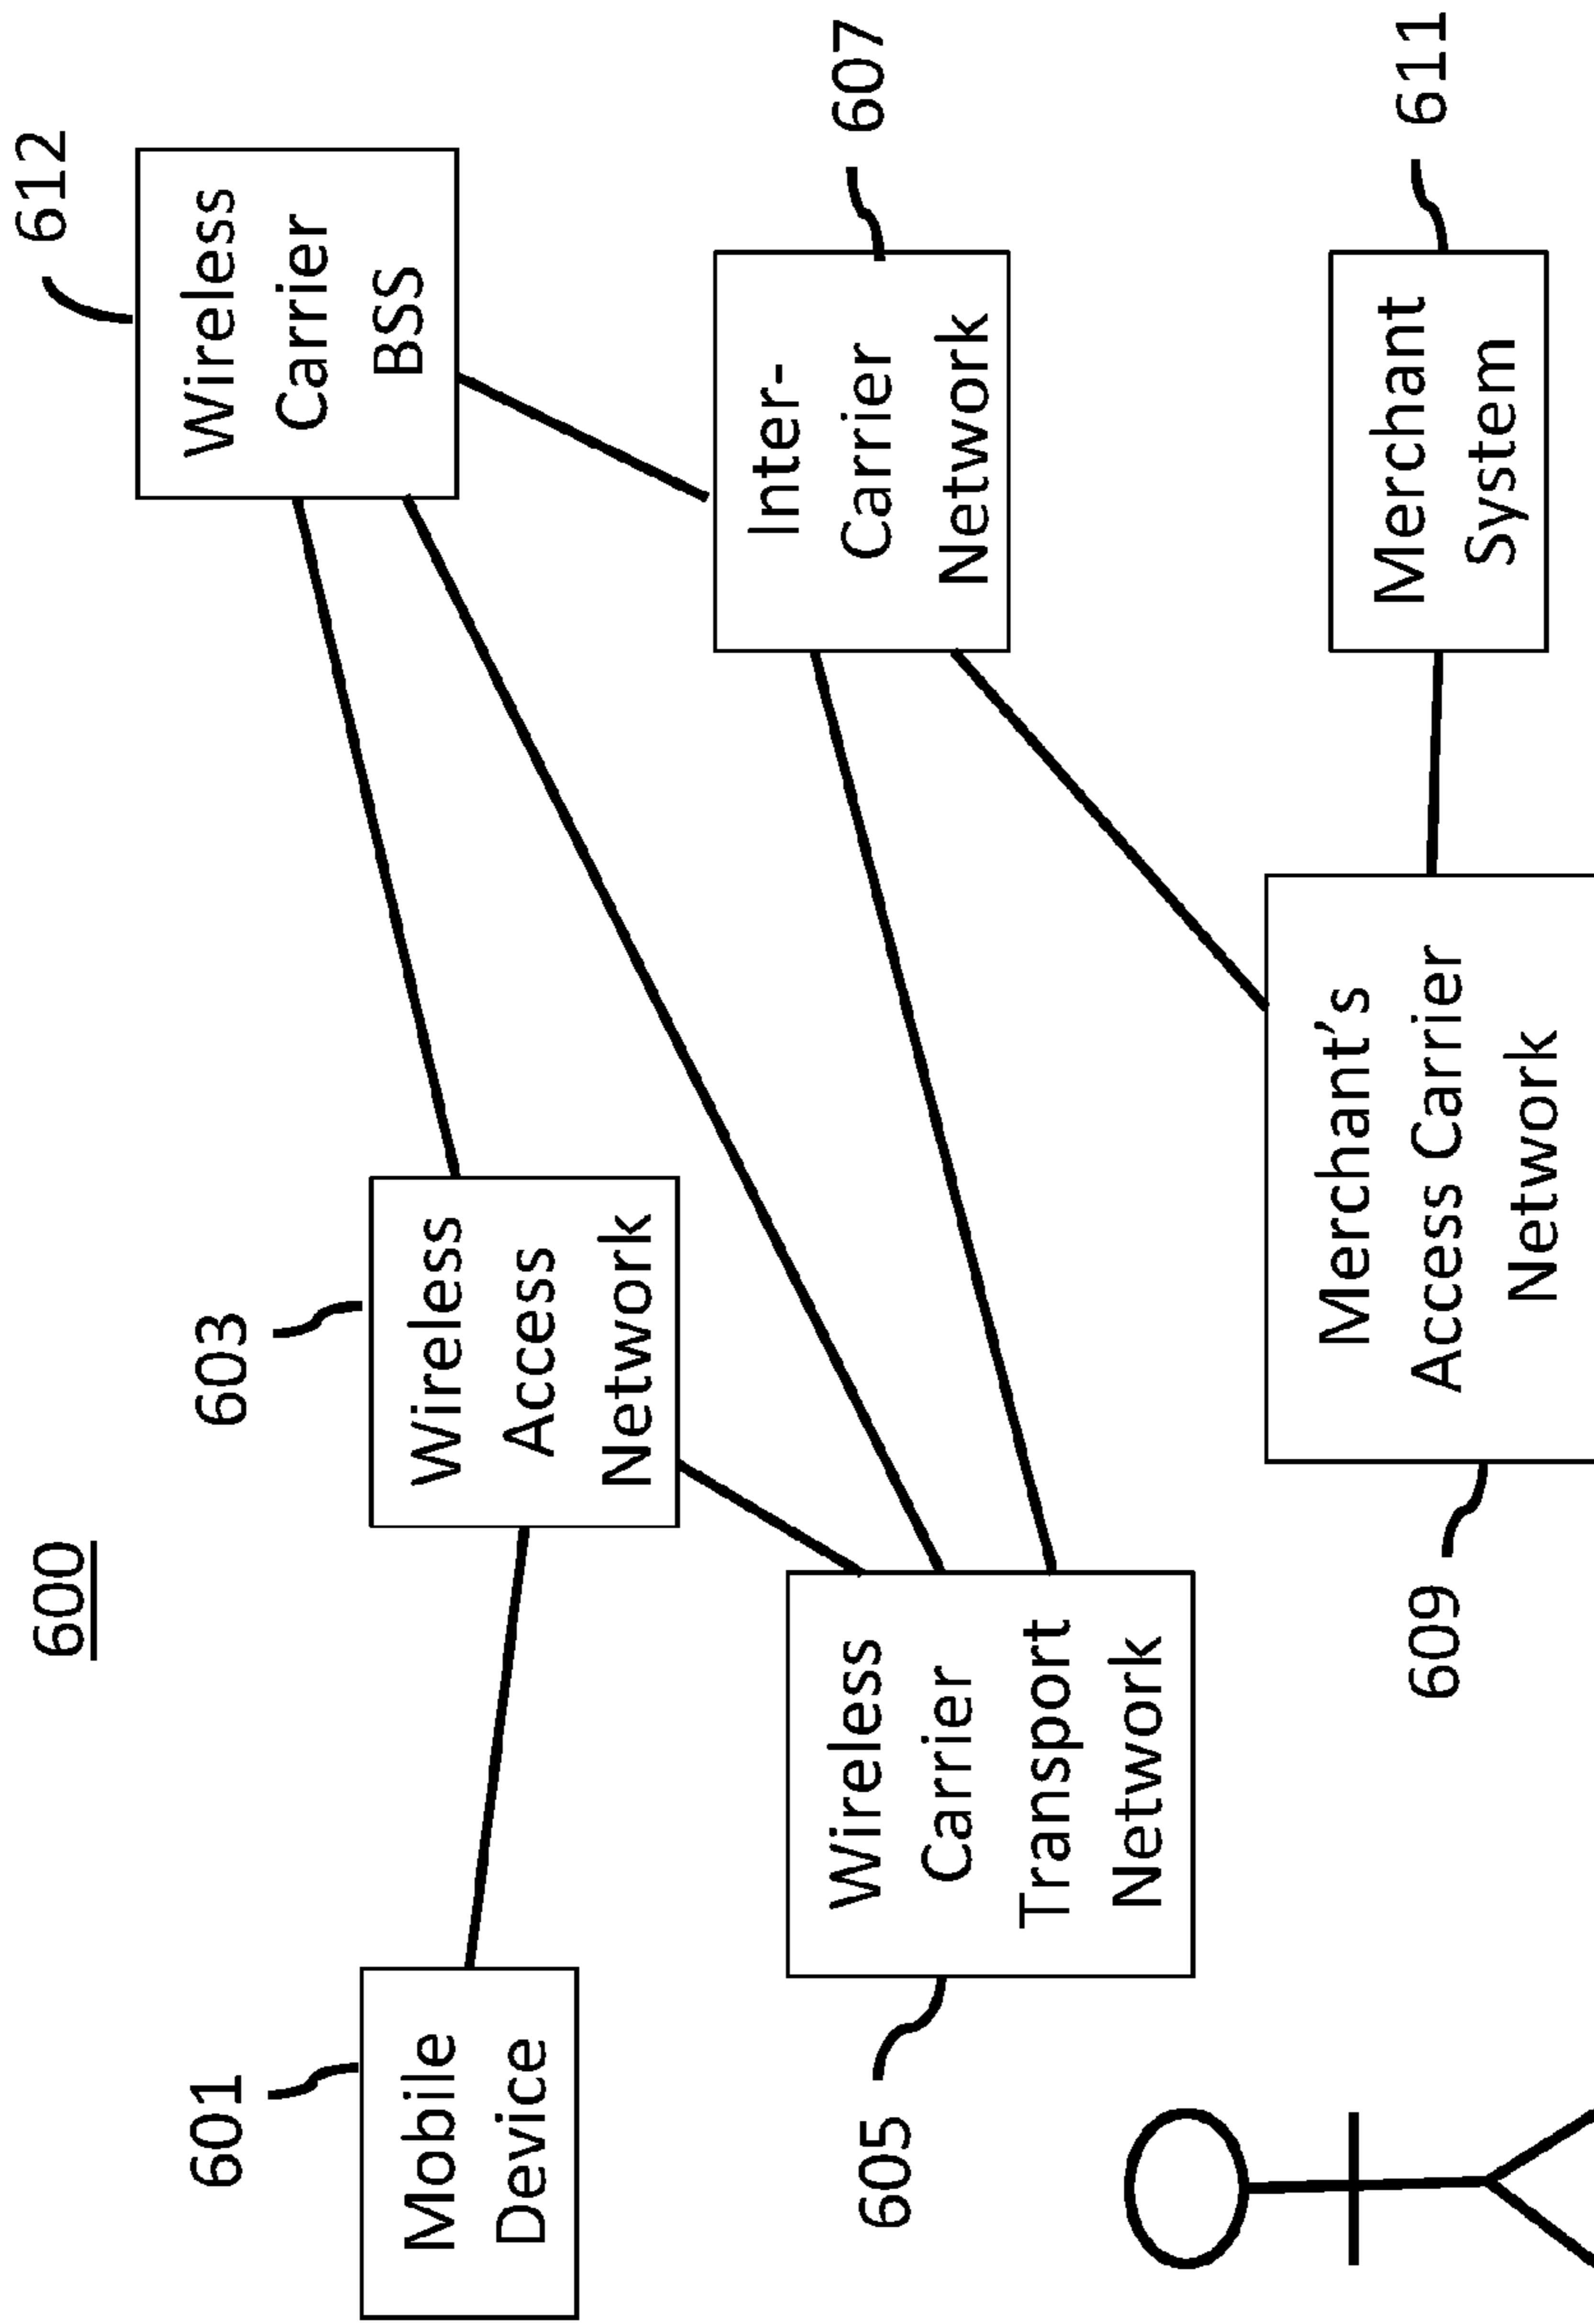 600
612
Wireless
Carrier
BSS
603
Wireless
Access
Network
601
Mobile
Device
607
Inter-
Carrier
Network
605
Wireless
Carrier
Transport
Network
611
Merchant
System
609
Merchant's
Access Carrier
Network